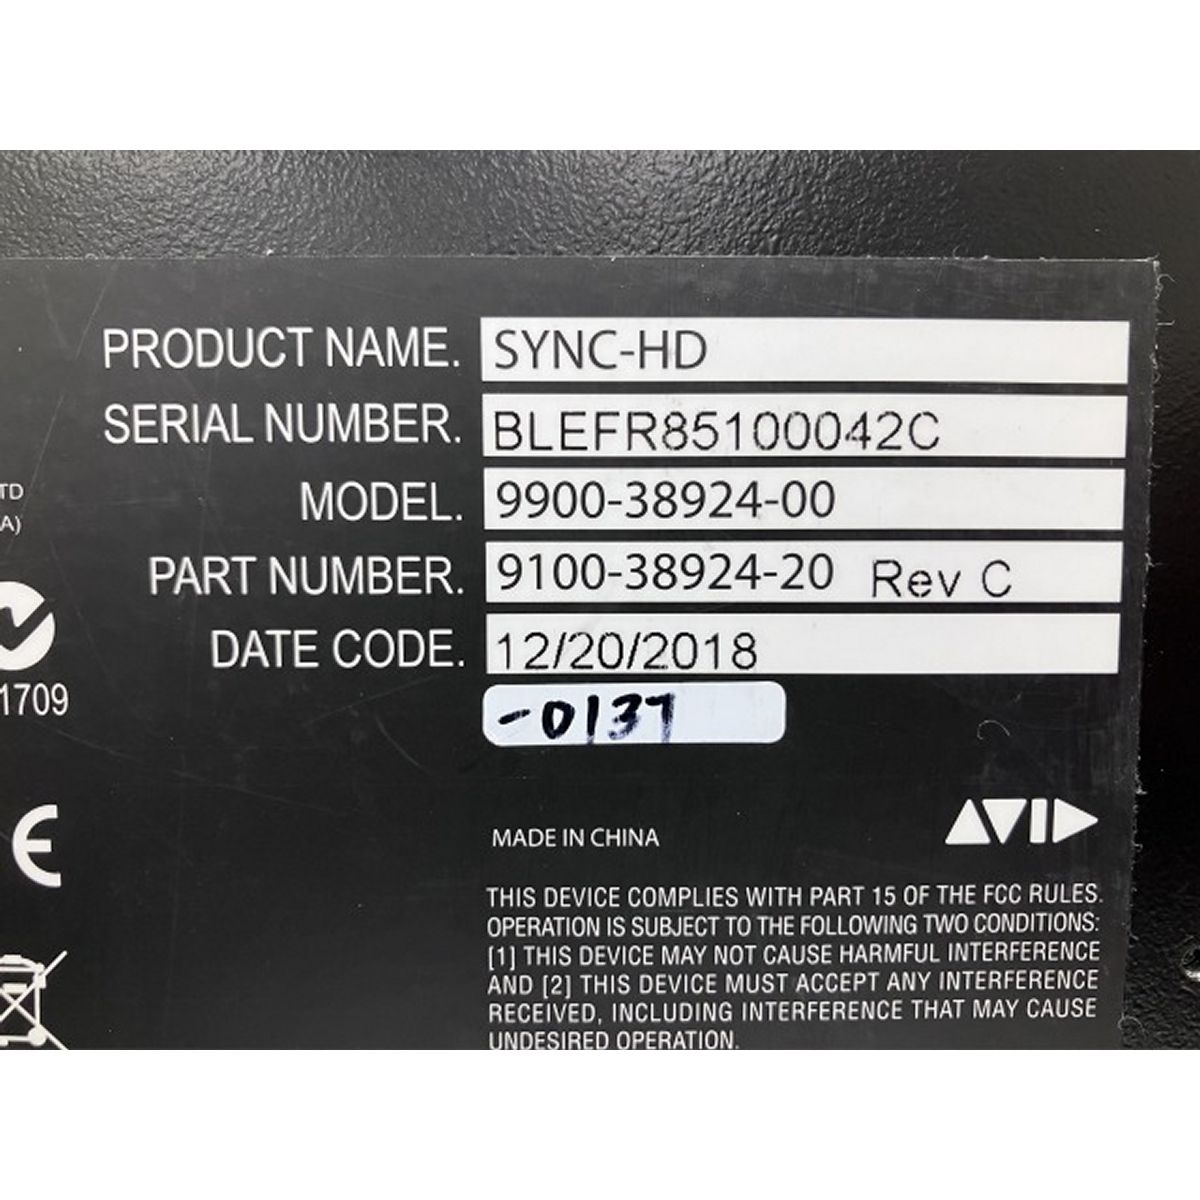 PRODUCT NAME. SYNC-HD
SERIAL NUMBER. BLEFR85100042C
TD
MODEL. 9900-38924-00
A)
PART NUMBER. 9100-38924-20 Rev C
DATE CODE. 12/20/2018
1709
-0137
AVID
MADE IN CHINA
CE
THIS DEVICE COMPLIES WITH PART 15 OF THE FCC RULES.
OPERATION IS SUBJECT TO THE FOLLOWING TWO CONDITIONS:
[1] THIS DEVICE MAY NOT CAUSE HARMFUL INTERFERENCE
AND [2] THIS DEVICE MUST ACCEPT ANY INTERFERENCE
RECEIVED, INCLUDING INTERFERENCE THAT MAY CAUSE
UNDESIRED OPERATION.